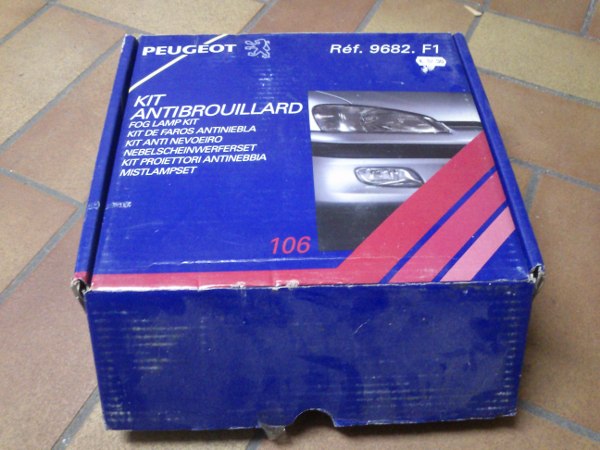 PEUGEOT
Réf. 9682. F1
KIT
ANTIBROUILLARD
FOG LAMP KIT
KIT DE FAROS ANTINIEBLA
KIT ANTI NEVOEIRO
NEBELSCHEINWERFERSET
KIT PROIETTORI ANTINEBBIA
MISTLAMPSET
106